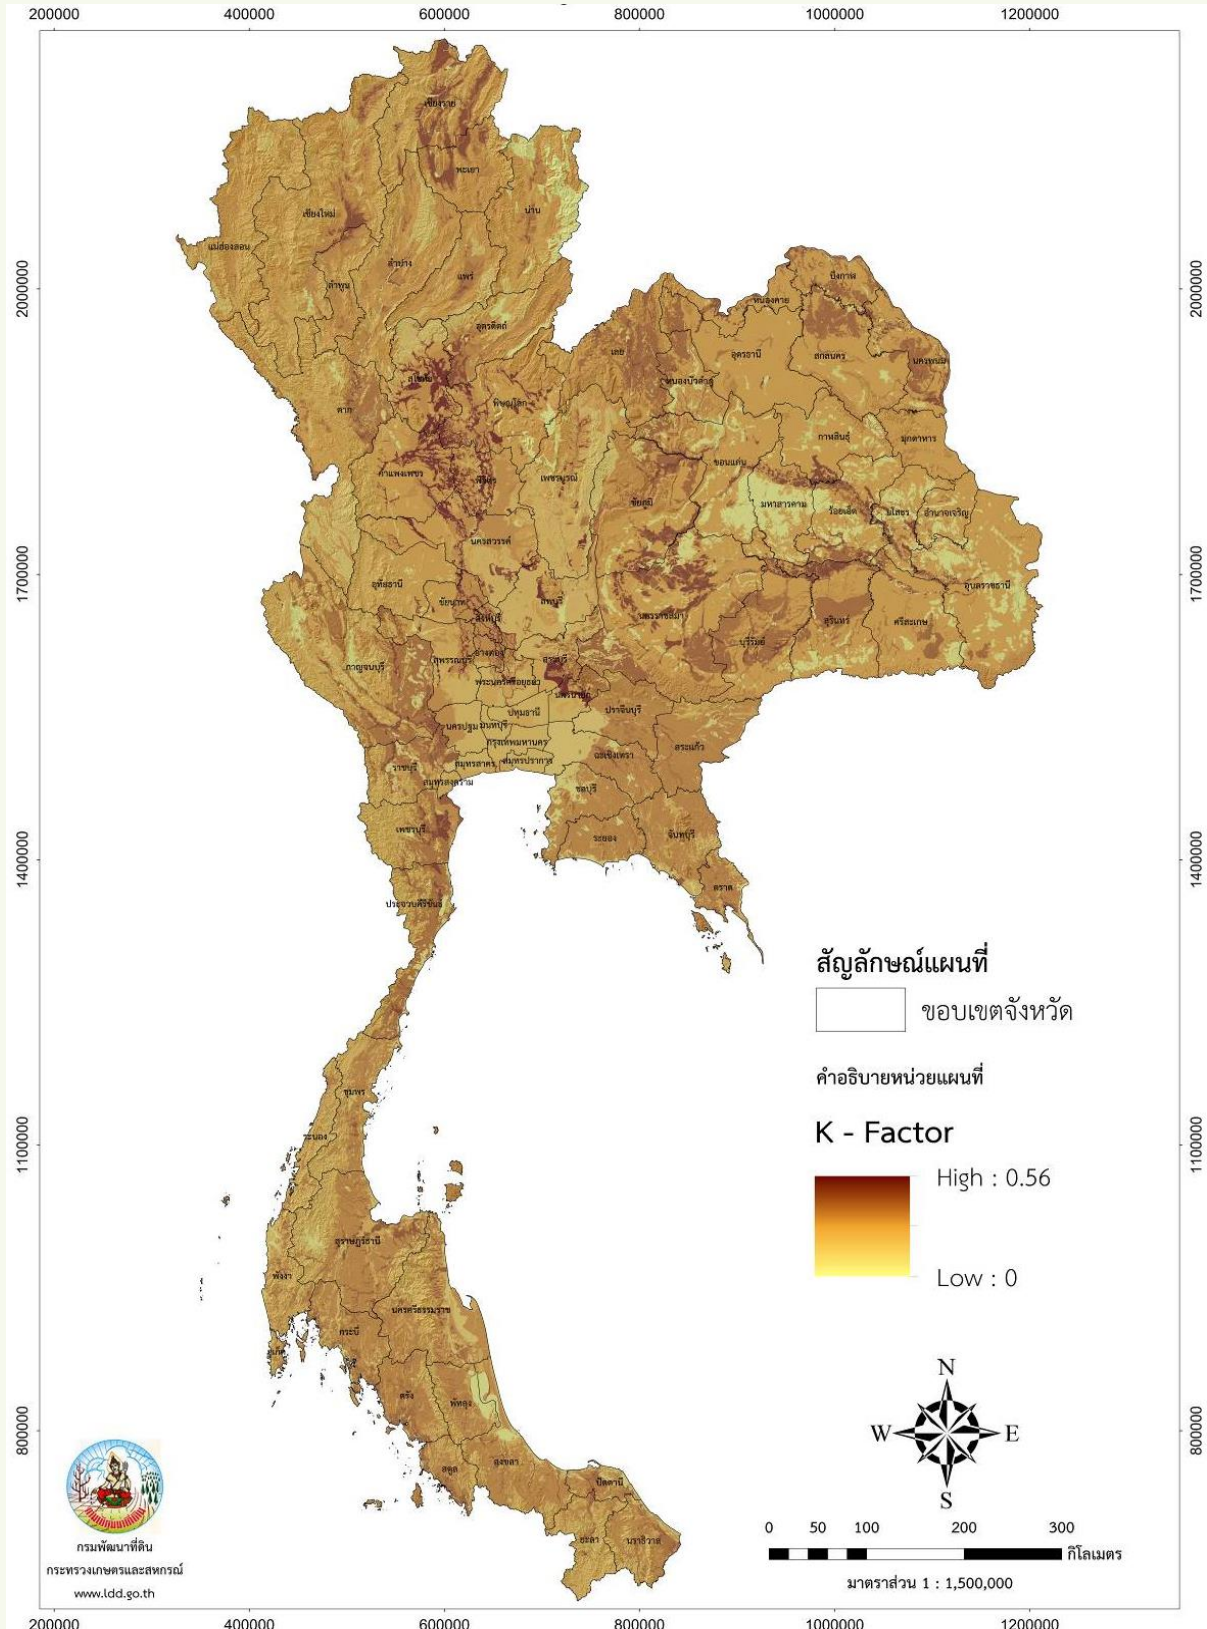 200000 400000 600000 800000 1000000 1200000
เชียงราย
พะเยา
เชียงใหม่
น่าน
แม่ฮ่องสอน
ลำปาง
แพร่
ลำพูน
บึงกาฬ
หนองคาย
อุตรดิตถ์
เลย
อุดรธานี
สกลนคร
นครพนม
สุโขทัย
หนองบัวลำภู
ตาก
พิษณุโลก
กาฬสินธุ์
มุกดาหาร
ขอนแก่น
กำแพงเพชร
พิจิตร
เพชรบูรณ์
ชัยภูมิ
มหาสารคาม
ร้อยเอ็ด
ยโสธร
อำนาจเจริญ
นครสวรรค์
อุทัยธานี
อุบลราชธานี
ชัยนาท
ลพบุรี
สิงห์บุรี
นครราชสีมา
สุรินทร์
ศรีสะเกษ
บุรีรัมย์
อ่างทอง
สุพรรณบุรี
สระบุรี
กาญจนบุรี
พระนครศรีอยุธยา
นครนายก
ปทุมธานี
ปราจีนบุรี
นครปฐม
นนทบุรี
กรุงเทพมหานคร
สระแก้ว
ฉะเชิงเทรา
ราชบุรี
สมุทรสาคร
สมุทรปราการ
สมุทรสงคราม
ชลบุรี
เพชรบุรี
ระยอง
จันทบุรี
ตราด
ประจวบคีรีขันธ์
ชุมพร
ระนอง
สุราษฎร์ธานี
พังงา
นครศรีธรรมราช
กระบี่
ภูเก็ต
ตรัง
พัทลุง
สตูล
สงขลา
ปัตตานี
ยะลา
นราธิวาส
2000000
1700000
1400000
1100000
800000
2000000
1700000
1400000
1100000
800000
สัญลักษณ์แผนที่
ขอบเขตจังหวัด
คำอธิบายหน่วยแผนที่
K - Factor
High : 0.56
Low : 0
N
W E
S
0 50 100 200 300
กิโลเมตร
มาตราส่วน 1 : 1,500,000
กรมพัฒนาที่ดิน
กระทรวงเกษตรและสหกรณ์
www.ldd.go.th
200000 400000 600000 800000 1000000 1200000